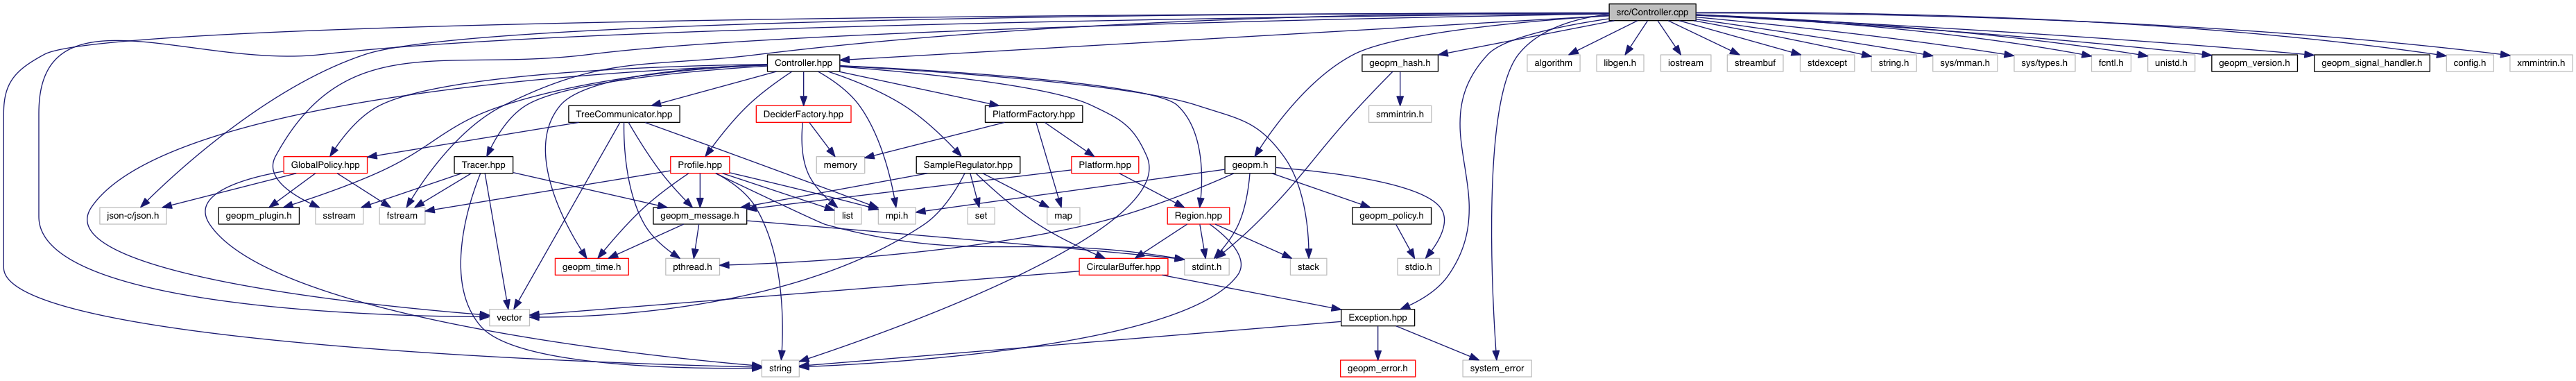 src/Controller.cpp
Controller.hpp
geopm_hash.h
algorithm
libgen.h
iostream
streambuf
stdexcept
string.h
sys/mman.h
sys/types.h
fcntl.h
unistd.h
geopm_version.h
geopm_signal_handler.h
config.h
xmmintrin.h
TreeCommunicator.hpp
DeciderFactory.hpp
PlatformFactory.hpp
smmintrin.h
GlobalPolicy.hpp
Tracer.hpp
Profile.hpp
memory
SampleRegulator.hpp
Platform.hpp
geopm.h
json-c/json.h
geopm_plugin.h
sstream
fstream
geopm_message.h
list
mpi.h
set
map
Region.hpp
geopm_policy.h
geopm_time.h
pthread.h
CircularBuffer.hpp
stdint.h
stack
stdio.h
vector
Exception.hpp
string
geopm_error.h
system_error